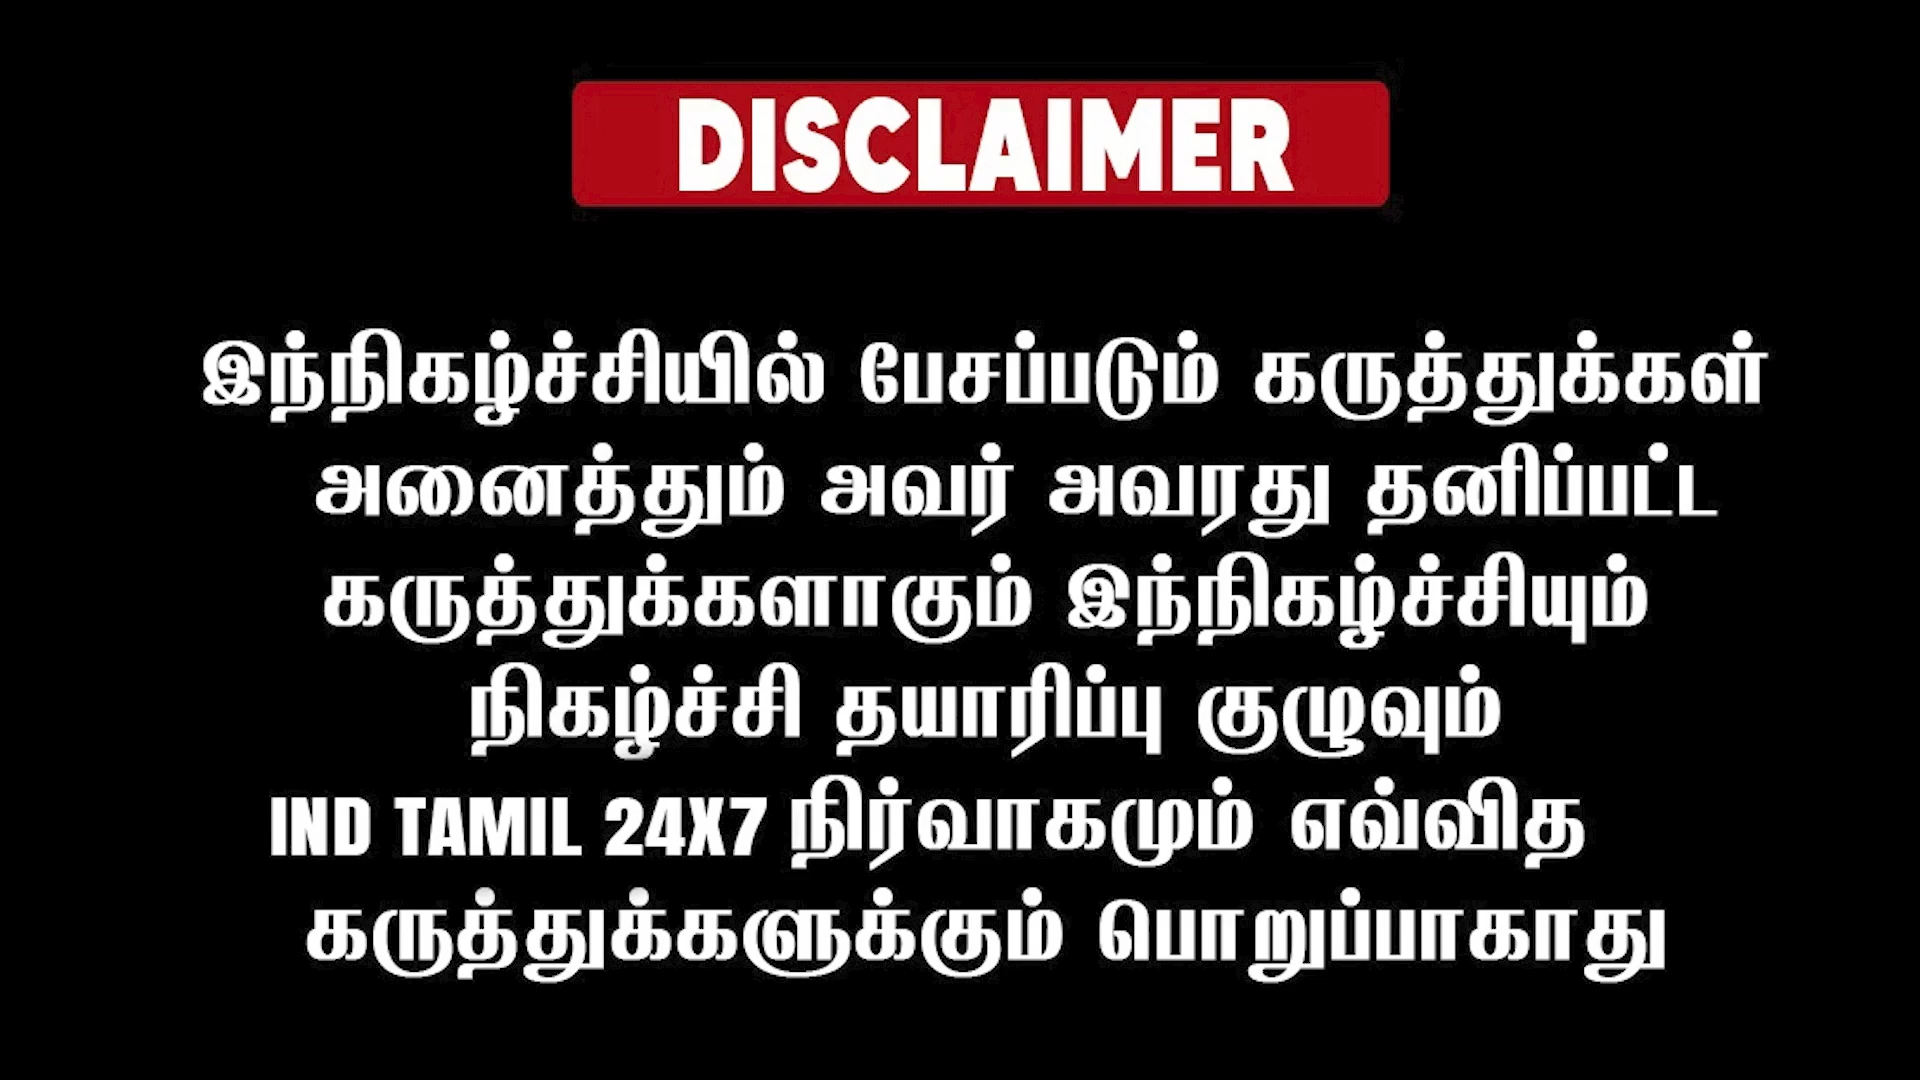 DISCLAIMER
இந்நிகழ்ச்சியில் பேசப்படும் கருத்துக்கள்
அனைத்தும் அவர் அவரது தனிப்பட்ட
கருத்துக்களாகும் இந்நிகழ்ச்சியும்
நிகழ்ச்சி தயாரிப்பு குழுவும்
IND TAMIL 24X7 நிர்வாகமும் எவ்வித
கருத்துக்களுக்கும் பொறுப்பாகாது